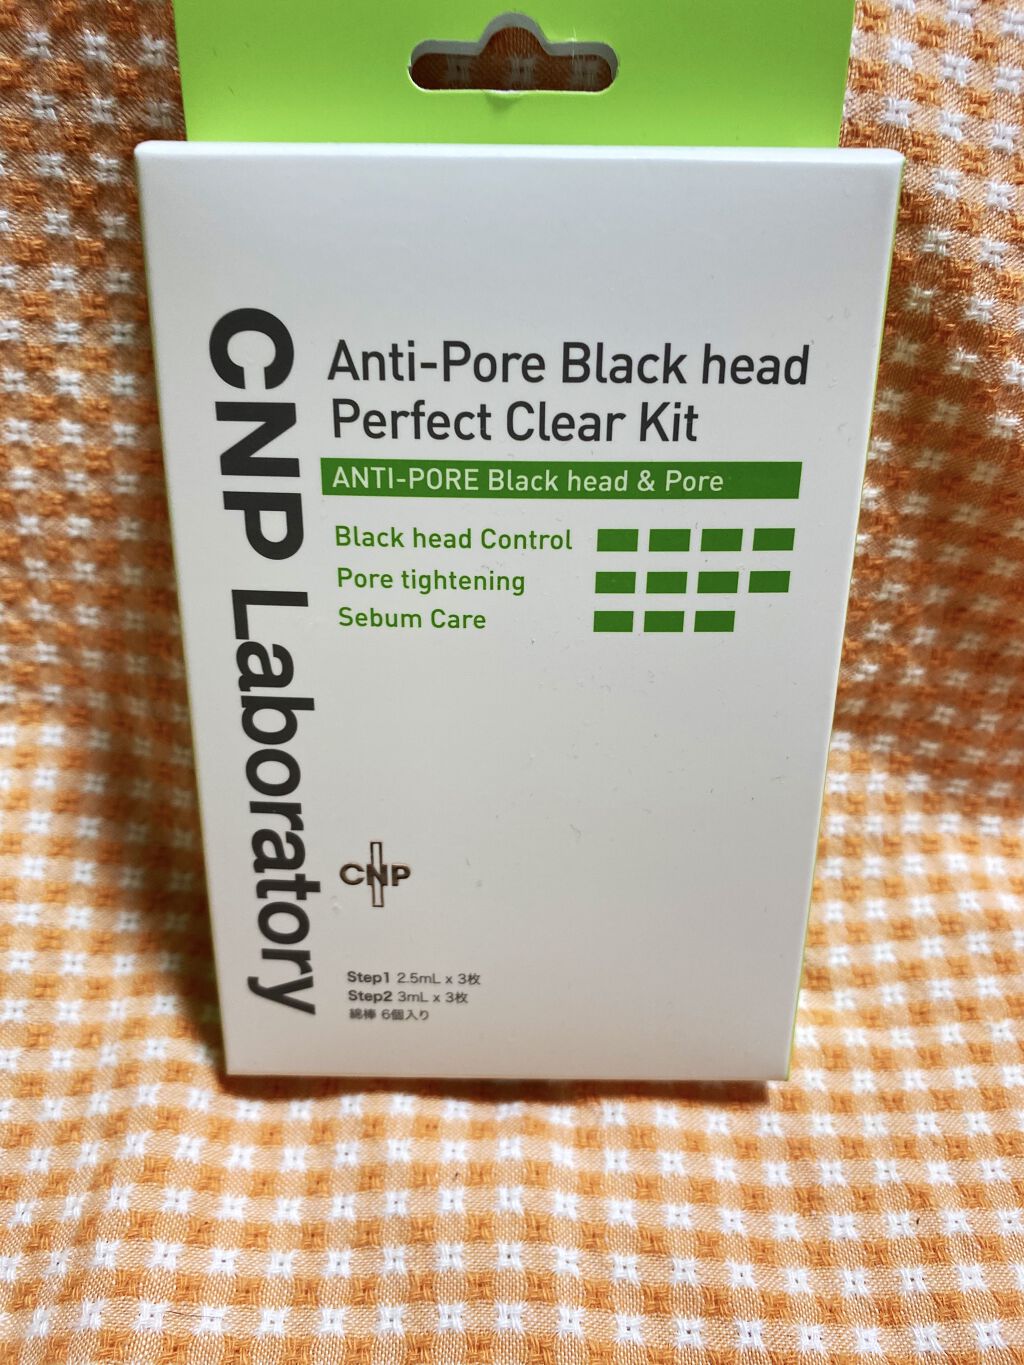 CNP Laboratory
Anti-Pore Black head
Perfect Clear Kit
ANTI-PORE Black head & Pore
Black head Control
Pore tightening
Sebum Care
CNP
Step1 2.5mL x 3枚
Step2 3mL x 3枚
綿棒 6個入り